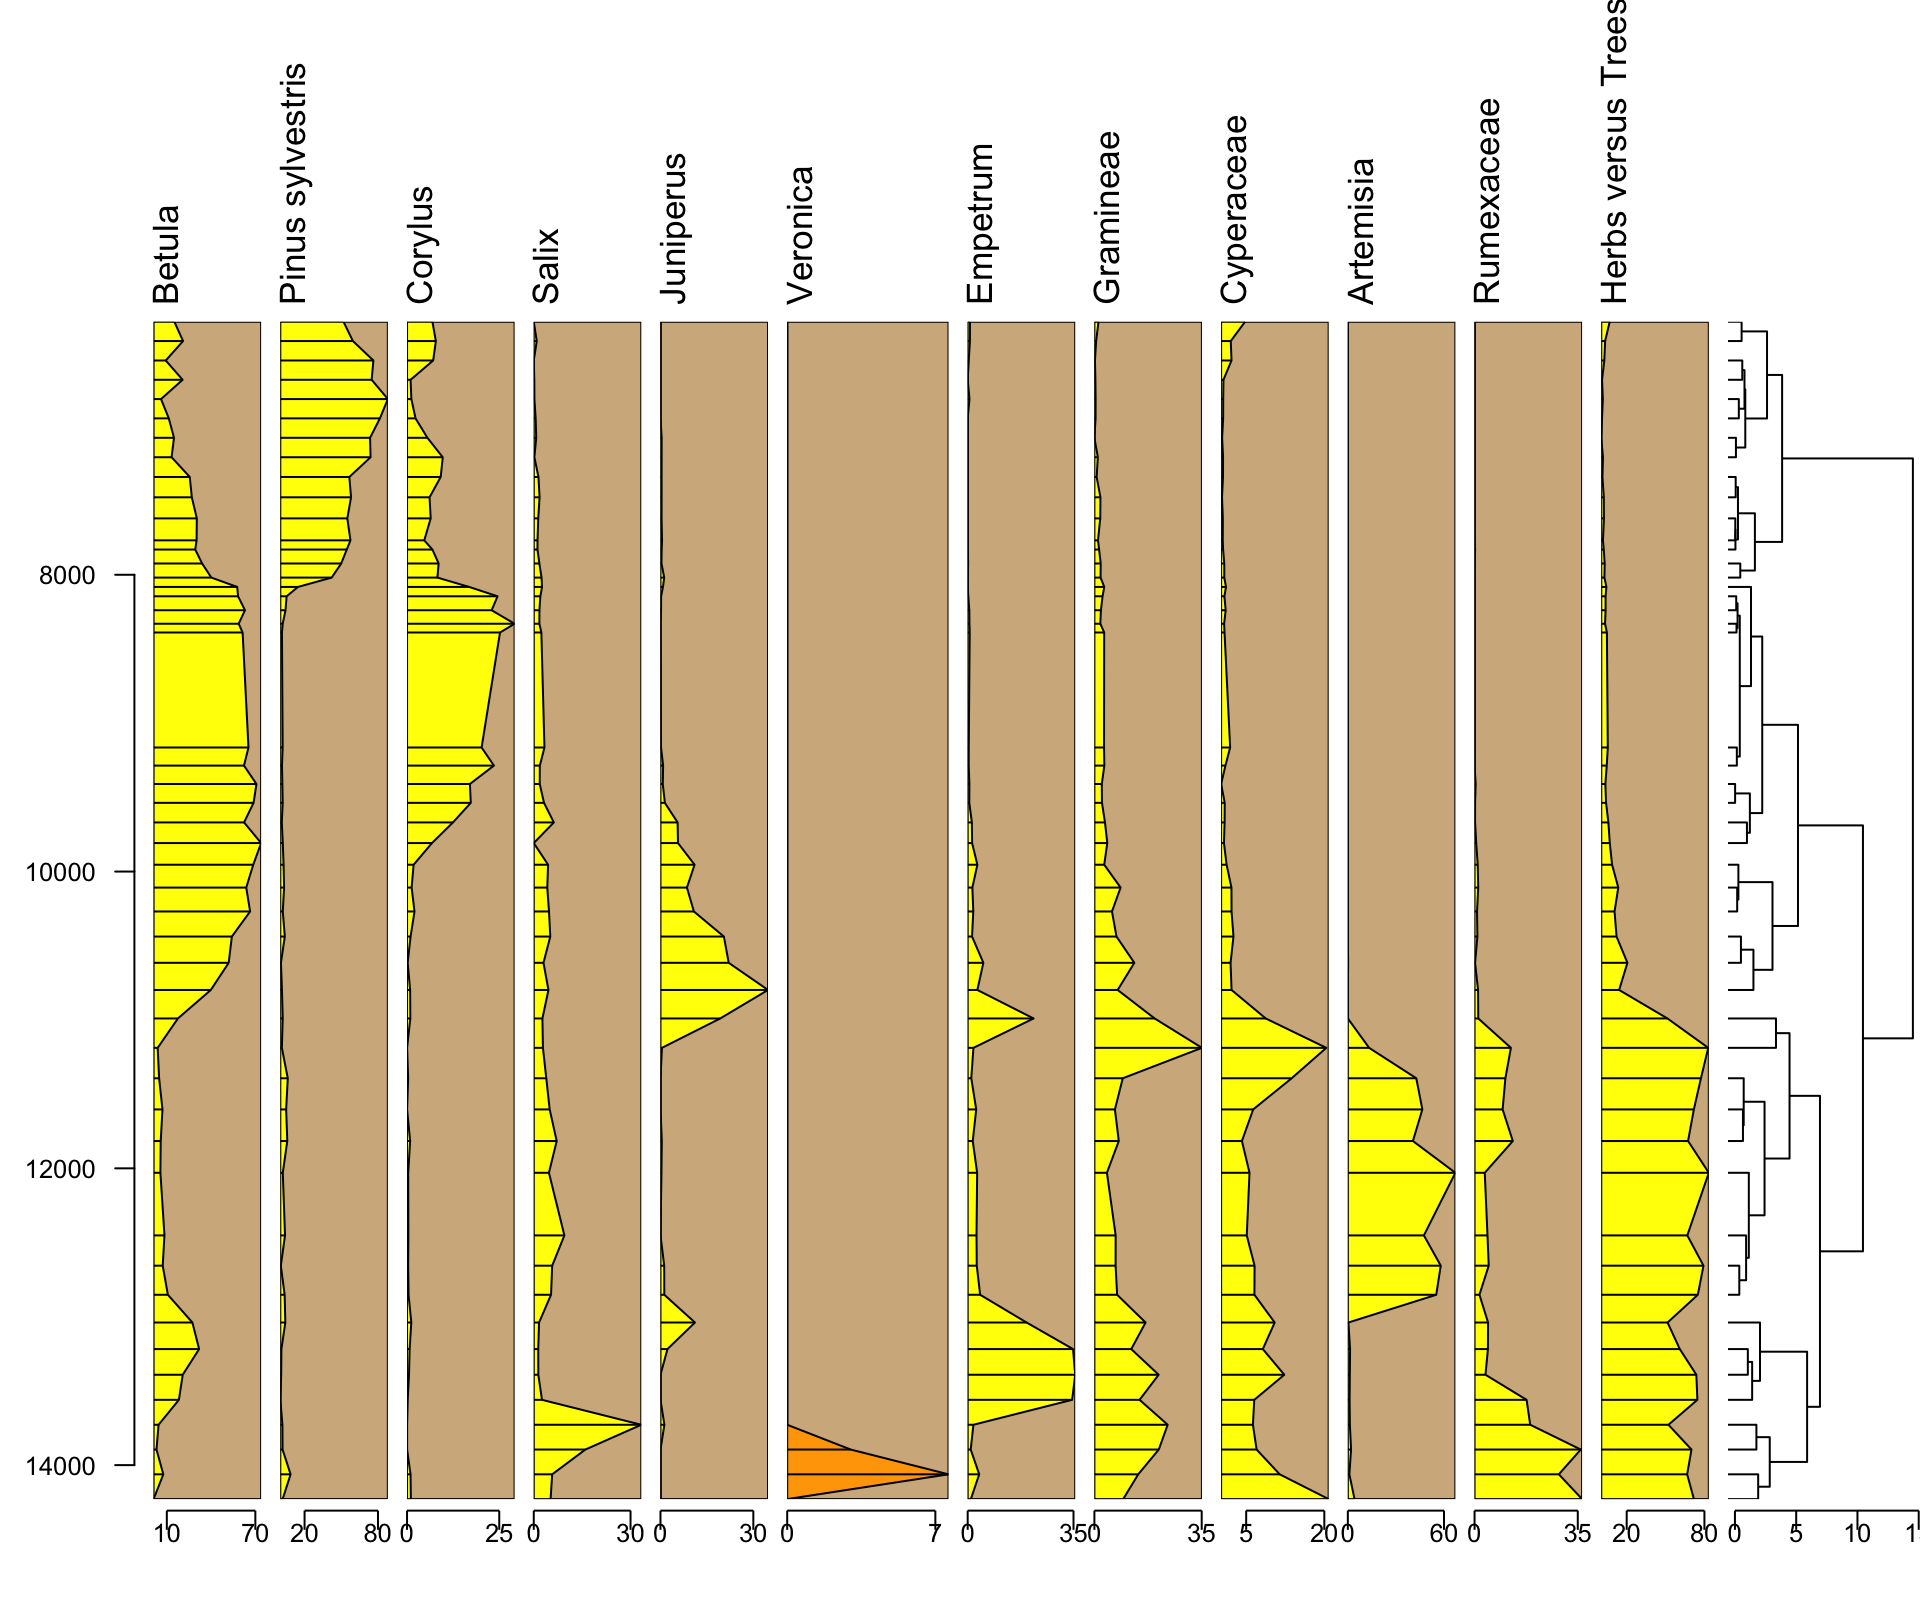 Betula
Pinus sylvestris
Corylus
Salix
Juniperus
Veronica
Empetrum
Gramineae
Cyperaceae
Artemisia
Rumexaceae
Herbs versus Trees
8000
10000
12000
14000
10 70 20 80 0 25 0 30 0 30 0 7 0 35 0 35 5 20 0 60 0 35 20 80 0 5 10